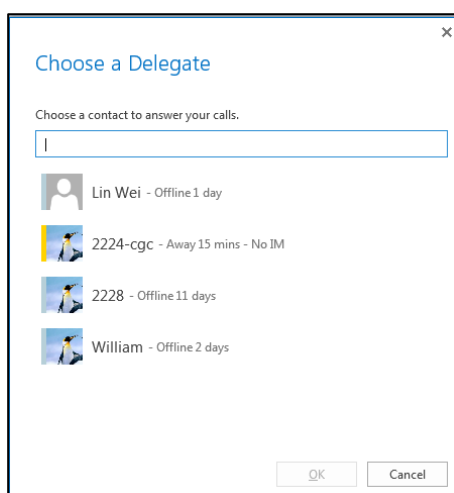 Choose a Delegate
Choose a contact to answer your calls.
Lin Wei - Offline 1 day
2224-cgc - Away 15 mins - No IM
2228 - Offline 11 days
William - Offline 2 days
OK Cancel